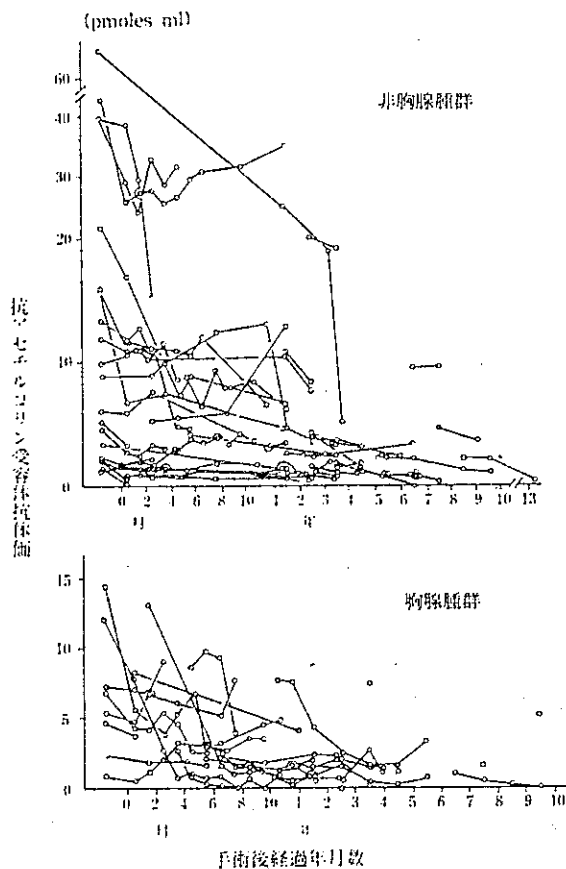 (pmoles ml)
60
40
30
20
10
0
非胸腺腫群
0 2 4 6 8 10 1 2 3 4 5 6 7 8 9 10 13
月 年
15
10
5
0
胸腺腫群
0 2 4 6 8 10 1 2 3 4 5 6 7 8 9 10
月 年
抗アセチルコリン受容体抗体価
手術後経過年月数